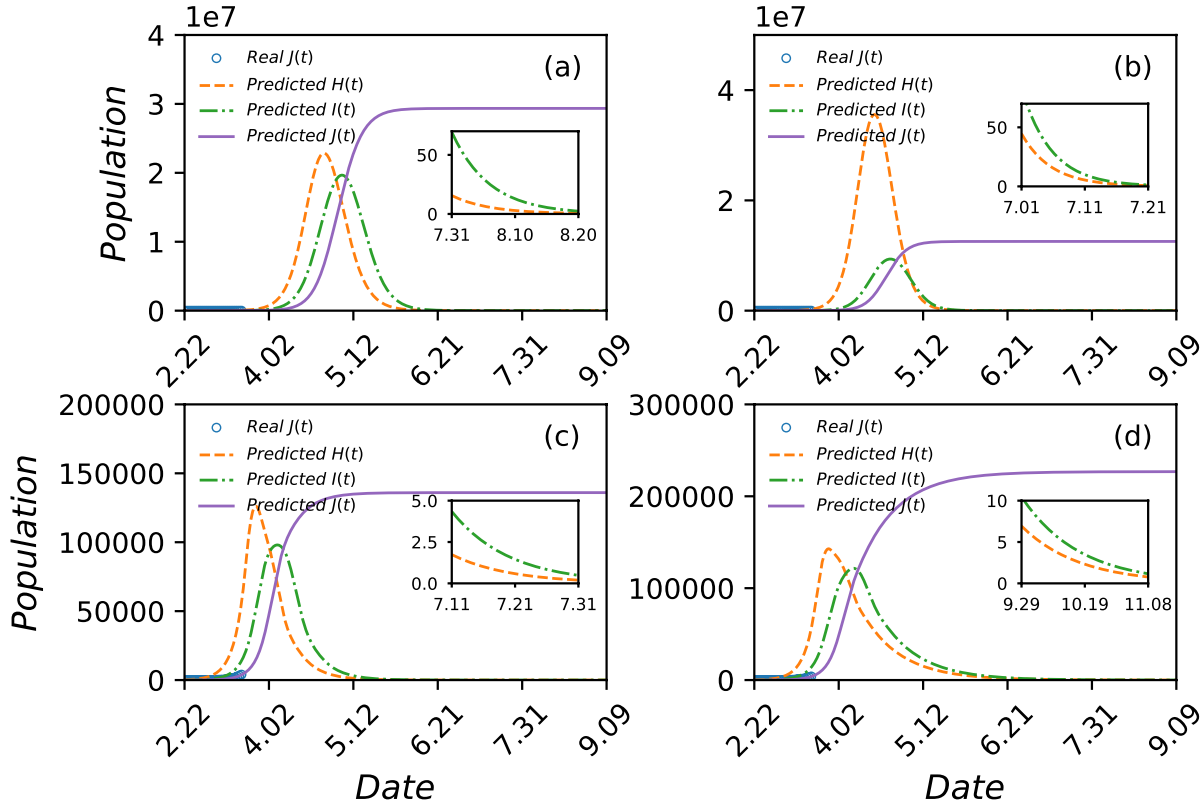 1e7
4
3
2
1
0
Population
Real J(t)
Predicted H(t)
Predicted I(t)
Predicted J(t)
(a)
50
0
7.31 8.10 8.20
2.22 4.02 5.12 6.21 7.31 9.09
1e7
4
2
0
Real J(t)
Predicted H(t)
Predicted I(t)
Predicted J(t)
(b)
50
0
7.01 7.11 7.21
2.22 4.02 5.12 6.21 7.31 9.09
200000
150000
100000
50000
0
Population
Real J(t)
Predicted H(t)
Predicted I(t)
Predicted J(t)
(c)
5.0
2.5
0.0
7.11 7.21 7.31
2.22 4.02 5.12 6.21 7.31 9.09
Date
300000
200000
100000
0
Real J(t)
Predicted H(t)
Predicted I(t)
Predicted J(t)
(d)
10
5
0
9.29 10.19 11.08
2.22 4.02 5.12 6.21 7.31 9.09
Date